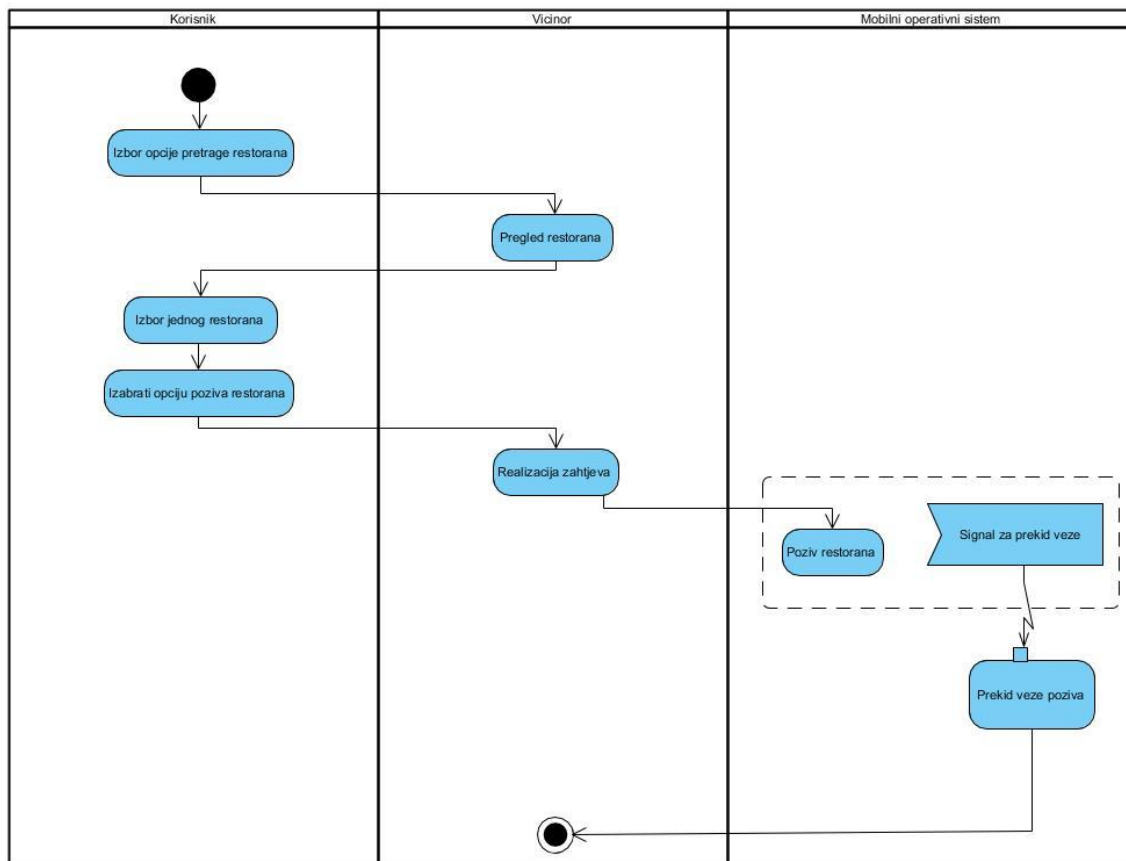 Korisnik
Vicinor
Mobilni operativni sistem
Izbor opcije pretrage restorana
Pregled restorana
Izbor jednog restorana
Izabrati opciju poziva restorana
Realizacija zahtjeva
Poziv restorana
Signal za prekid veze
Prekid veze poziva